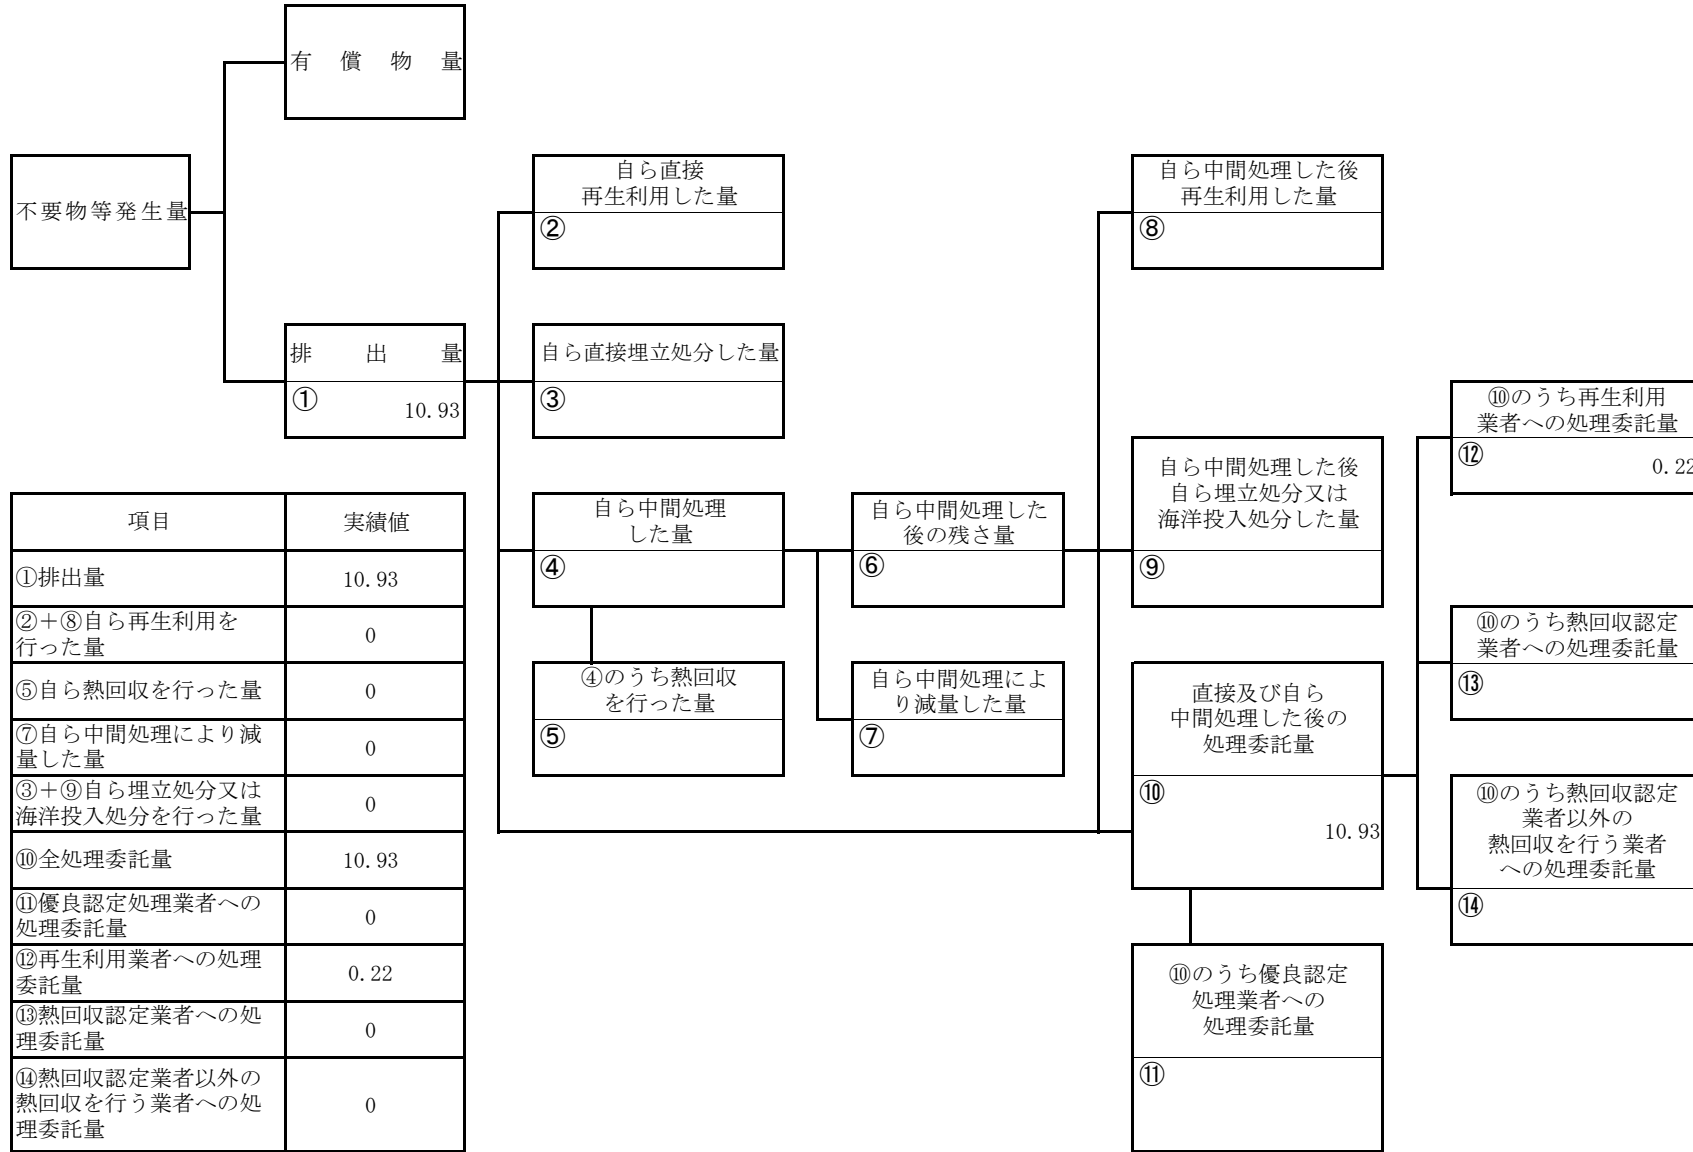 有償物量
不要物等発生量
自ら直接
再生利用した量
②
自ら中間処理した後
再生利用した量
⑧
排出量
①
10.93
自ら直接埋立処分した量
③
⑩のうち再生利用
業者への処理委託量
⑫
0.22
自ら中間処理
した量
④
自ら中間処理した
後の残さ量
⑥
自ら中間処理した後
自ら埋立処分又は
海洋投入処分した量
⑨
④のうち熱回収
を行った量
⑤
自ら中間処理によ
り減量した量
⑦
直接及び自ら
中間処理した後の
処理委託量
⑩
10.93
⑩のうち熱回収認定
業者への処理委託量
⑬
⑩のうち熱回収認定
業者以外の
熱回収を行う業者
への処理委託量
⑭
⑩のうち優良認定
処理業者への
処理委託量
⑪
項目 実績値
①排出量 10.93
②+⑧自ら再生利用を
行った量 0
⑤自ら熱回収を行った量 0
⑦自ら中間処理により減
量した量 0
③+⑨自ら埋立処分又は
海洋投入処分を行った量 0
⑩全処理委託量 10.93
⑪優良認定処理業者への
処理委託量 0
⑫再生利用業者への処理
委託量 0.22
⑬熱回収認定業者への処
理委託量 0
⑭熱回収認定業者以外の
熱回収を行う業者への処
理委託量 0